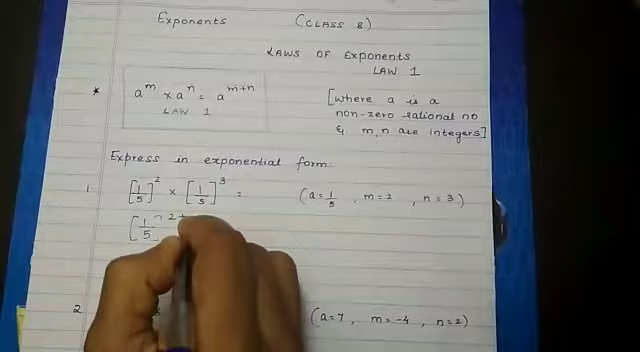 Exponents (CLASS 8)
LAWS OF Exponents
LAW 1
* a^m × a^n = a^{m+n}
LAW 1
[where a is a
non-zero rational no
& m, n are integers]
Express in exponential form:
1. [1/5]^2 × [1/5]^3 = (a = 1/5, m = 2, n = 3)
[1/5]^{2+
2 (a = 7, m = -4, n = 2)